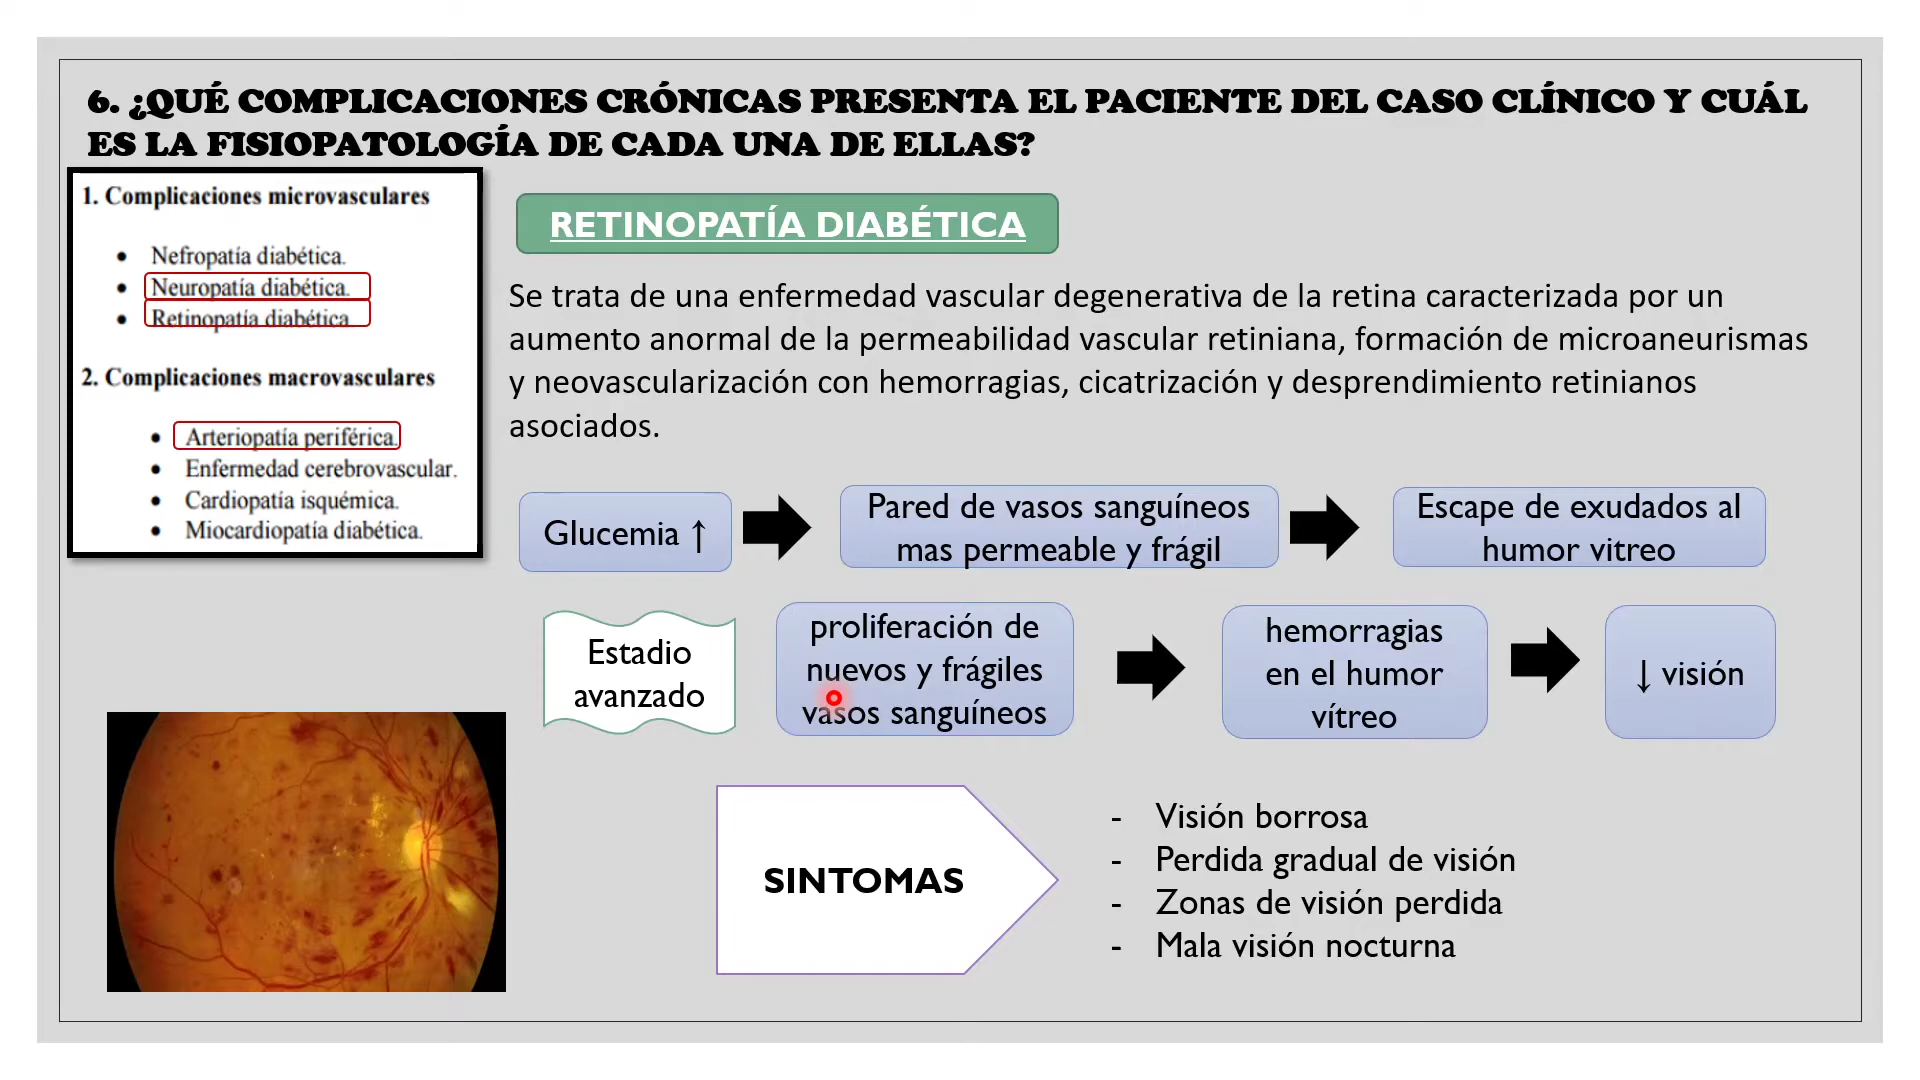 6. ¿QUÉ COMPLICACIONES CRÓNICAS PRESENTA EL PACIENTE DEL CASO CLÍNICO Y CUÁL
ES LA FISIOPATOLOGÍA DE CADA UNA DE ELLAS?
1. Complicaciones microvasculares
• Nefropatía diabética.
• Neuropatía diabética.
• Retinopatía diabética
2. Complicaciones macrovasculares
• Arteriopatía periférica.
• Enfermedad cerebrovascular.
• Cardiopatía isquémica.
• Miocardiopatía diabética.
RETINOPATÍA DIABÉTICA
Se trata de una enfermedad vascular degenerativa de la retina caracterizada por un
aumento anormal de la permeabilidad vascular retiniana, formación de microaneurismas
y neovascularización con hemorragias, cicatrización y desprendimiento retinianos
asociados.
Glucemia ↑
Pared de vasos sanguíneos
mas permeable y frágil
Escape de exudados al
humor vitreo
Estadio
avanzado
proliferación de
nuevos y frágiles
vasos sanguíneos
hemorragias
en el humor
vítreo
↓ visión
SINTOMAS
- Visión borrosa
- Perdida gradual de visión
- Zonas de visión perdida
- Mala visión nocturna